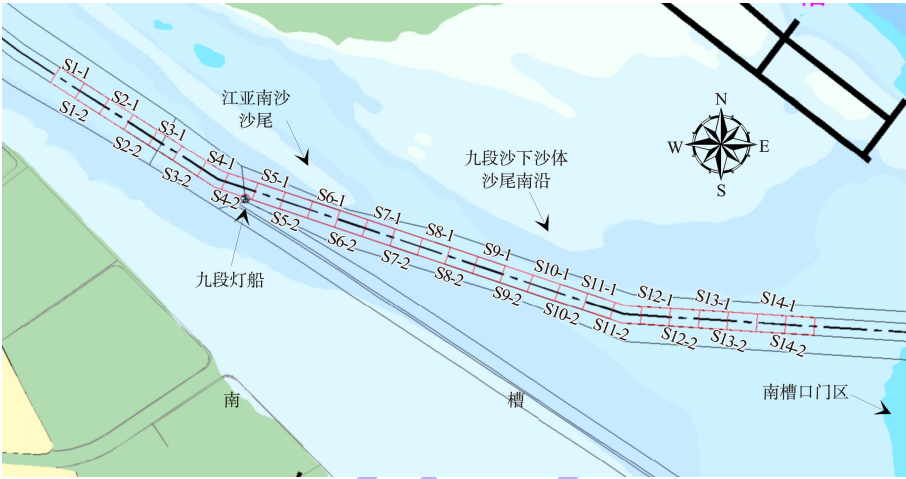 S1-1
S1-2
S2-1
S2-2
S3-1
S3-2
S4-1
S4-2
江亚南沙
沙尾
S5-1
S5-2
S6-1
S6-2
九段灯船
S7-1
S7-2
S8-1
S8-2
九段沙下沙体
沙尾南沿
S9-1
S9-2
S10-1
S10-2
S11-1
S11-2
S12-1
S12-2
S13-1
S13-2
S14-1
S14-2
N
W
E
S
南槽口门区
南
槽